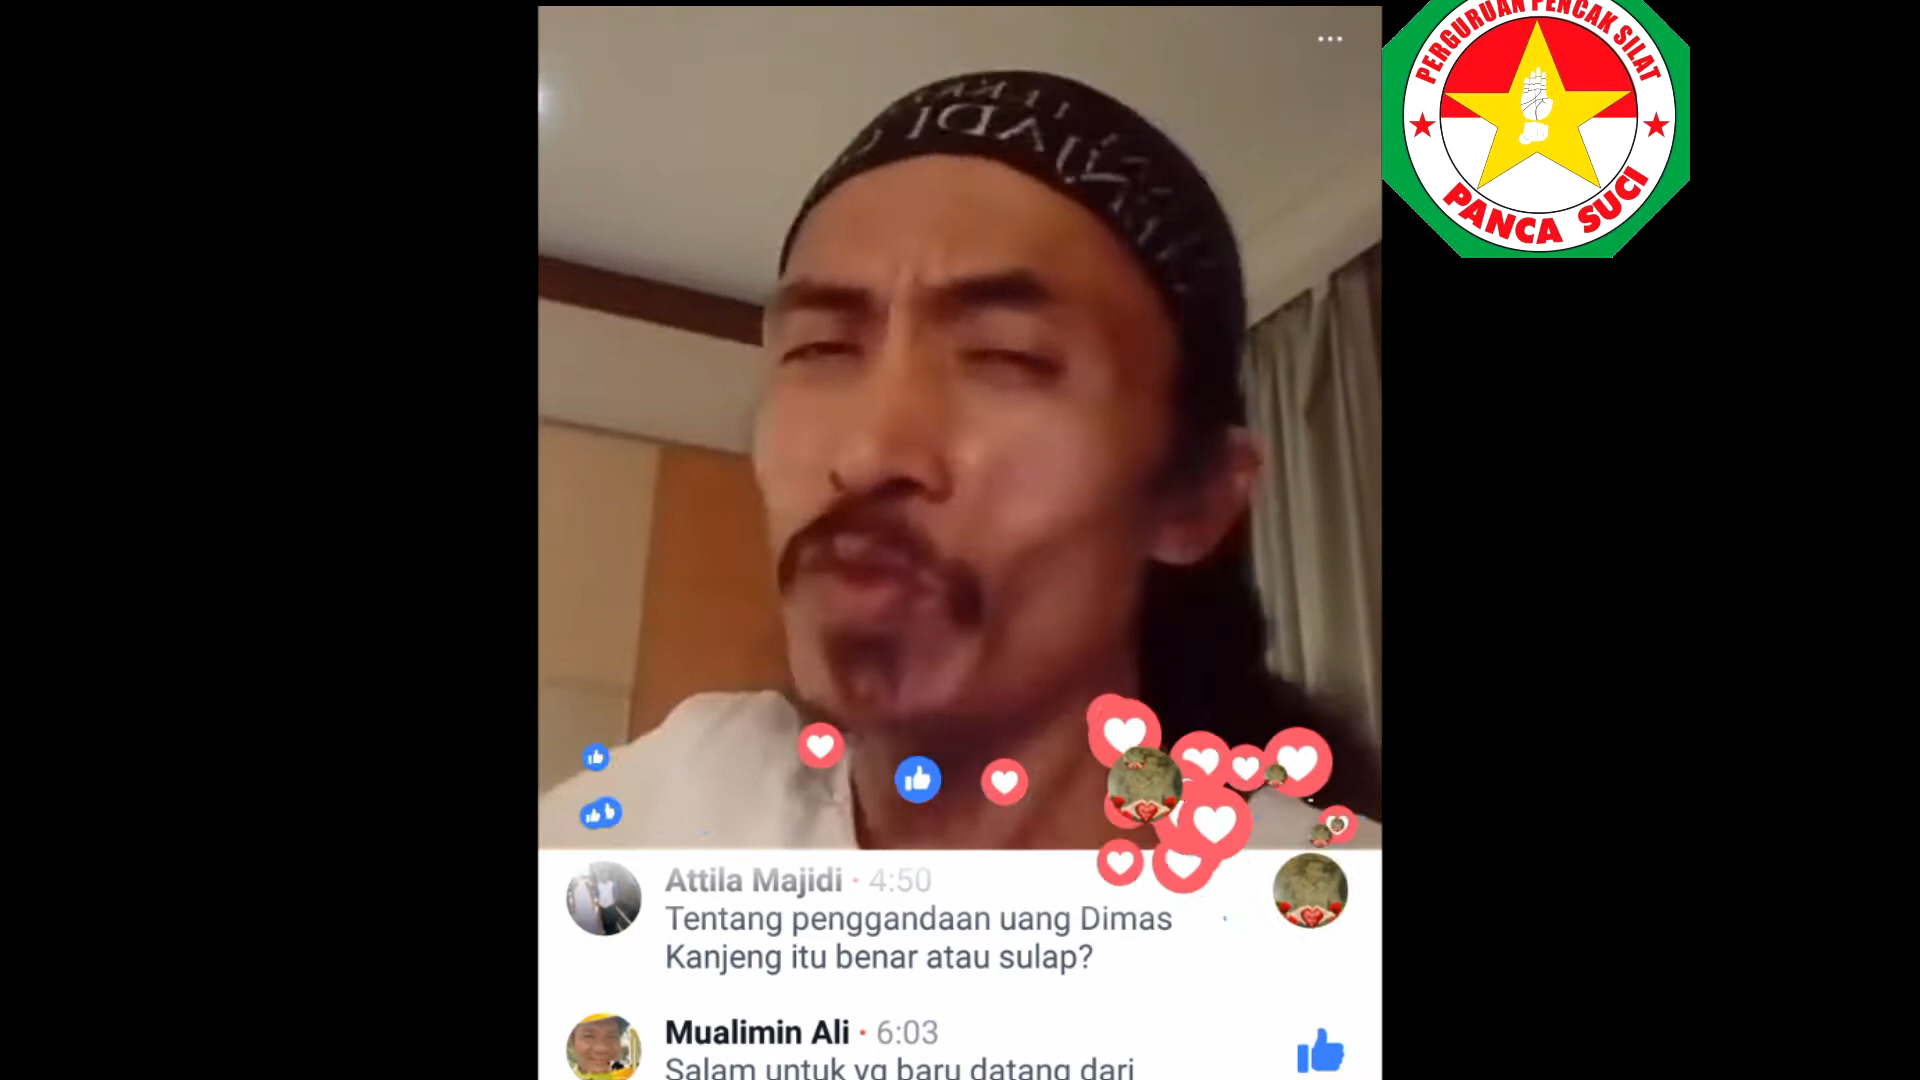 PERGURUAN PENCAK SILAT
PANCA SUCI
Attila Majidi · 4:50
Tentang penggandaan uang Dimas
Kanjeng itu benar atau sulap?
Mualimin Ali · 6:03
Salam untuk yg baru datang dari